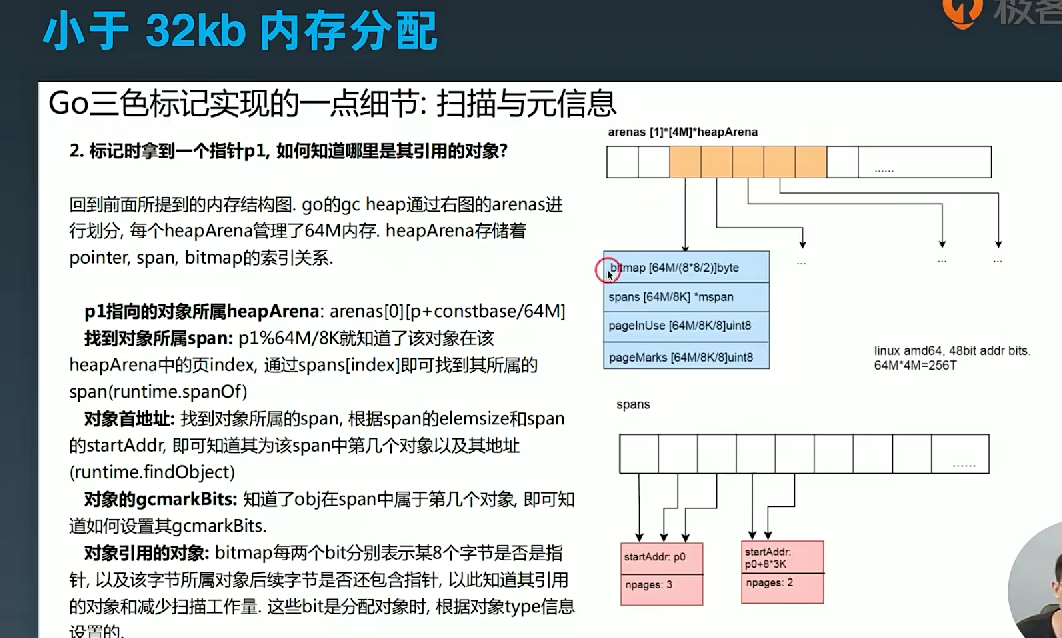 小于 32kb 内存分配
极客
Go三色标记实现的一点细节: 扫描与元信息
2. 标记时拿到一个指针p1, 如何知道哪里是其引用的对象?
回到前面所提到的内存结构图. go的gc heap通过右图的arenas进
行划分, 每个heapArena管理了64M内存. heapArena存储着
pointer, span, bitmap的索引关系.
p1指向的对象所属heapArena: arenas[0][p+constbase/64M]
找到对象所属span: p1%64M/8K就知道了该对象在该
heapArena中的页index, 通过spans[index]即可找到其所属的
span(runtime.spanOf)
对象首地址: 找到对象所属的span, 根据span的elemsize和span
的startAddr, 即可知道其为该span中第几个对象以及其地址
(runtime.findObject)
对象的gcmarkBits: 知道了obj在span中属于第几个对象, 即可知
道如何设置其gcmarkBits.
对象引用的对象: bitmap每两个bit分别表示某8个字节是否是指
针, 以及该字节所属对象后续字节是否还包含指针, 以此知道其引用
的对象和减少扫描工作量. 这些bit是分配对象时, 根据对象type信息
设置的.
arenas [1]*[4M]*heapArena
......
...
...
...
bitmap [64M/(8*8/2)]byte
spans [64M/8K] *mspan
pageInUse [64M/8K/8]uint8
pageMarks [64M/8K/8]uint8
linux amd64, 48bit addr bits.
64M*4M=256T
spans
......
startAddr: p0
npages: 3
startAddr:
p0+8*3K
npages: 2